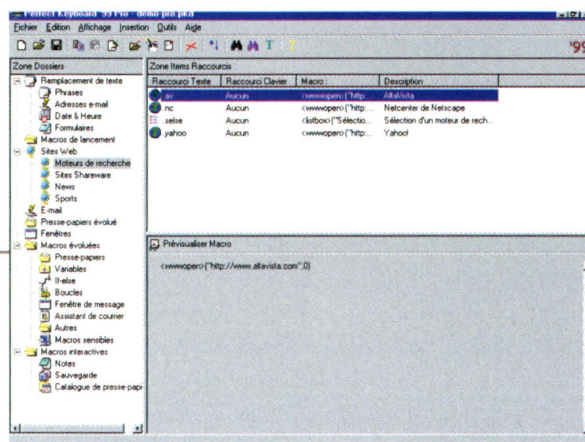 Perfect Keyboard '99 Pro - demo-pro.pkd
Fichier Edition Affichage Insertion Outils Aide
'99
Zone Dossiers
Remplacement de texte
Phrases
Adresses e-mail
Date & Heure
Formulaires
Macros de lancement
Sites Web
Moteurs de recherche
Sites Shareware
News
Sports
E-mail
Presse-papiers évolué
Fenêtres
Macros évoluées
Presse-papiers
Variables
If-else
Boucles
Fenêtre de message
Assistant de courrier
Autres
Macros sensibles
Macros interactives
Notes
Sauvegarde
Catalogue de presse-papi
Zone Items Raccourcis
Raccourci Texte Raccourci Clavier Macro : Description
.av Aucun <wwwopen>("http:... AltaVista
.nc Aucun <wwwopen>("http:... Netcenter de Netscape
.selse Aucun <listbox>("Sélectio... Sélection d'un moteur de rech...
.yahoo Aucun <wwwopen>("http:... Yahoo!
Prévisualiser Macro
<wwwopen>("http://www.altavista.com",0)